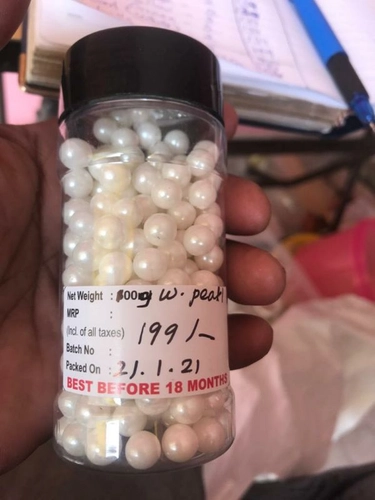 Net Weight : 100g w. pearl
MRP :
(Incl. of all taxes) 199/-
Batch No :
Packed On : 21.1.21
BEST BEFORE 18 MONTHS